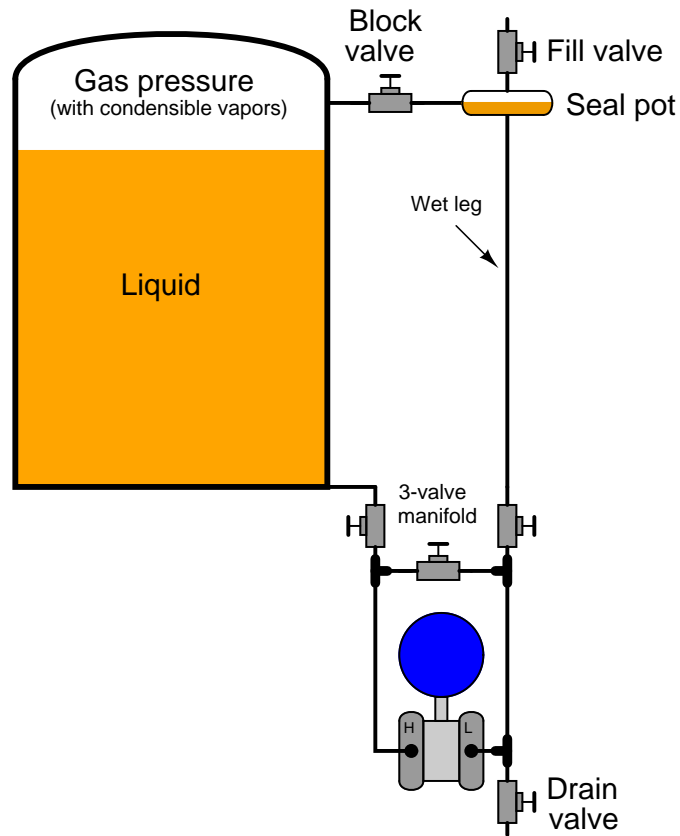 Block
valve
Fill valve
Gas pressure
(with condensible vapors)
Seal pot
Wet leg
Liquid
3-valve
manifold
H
L
Drain
valve